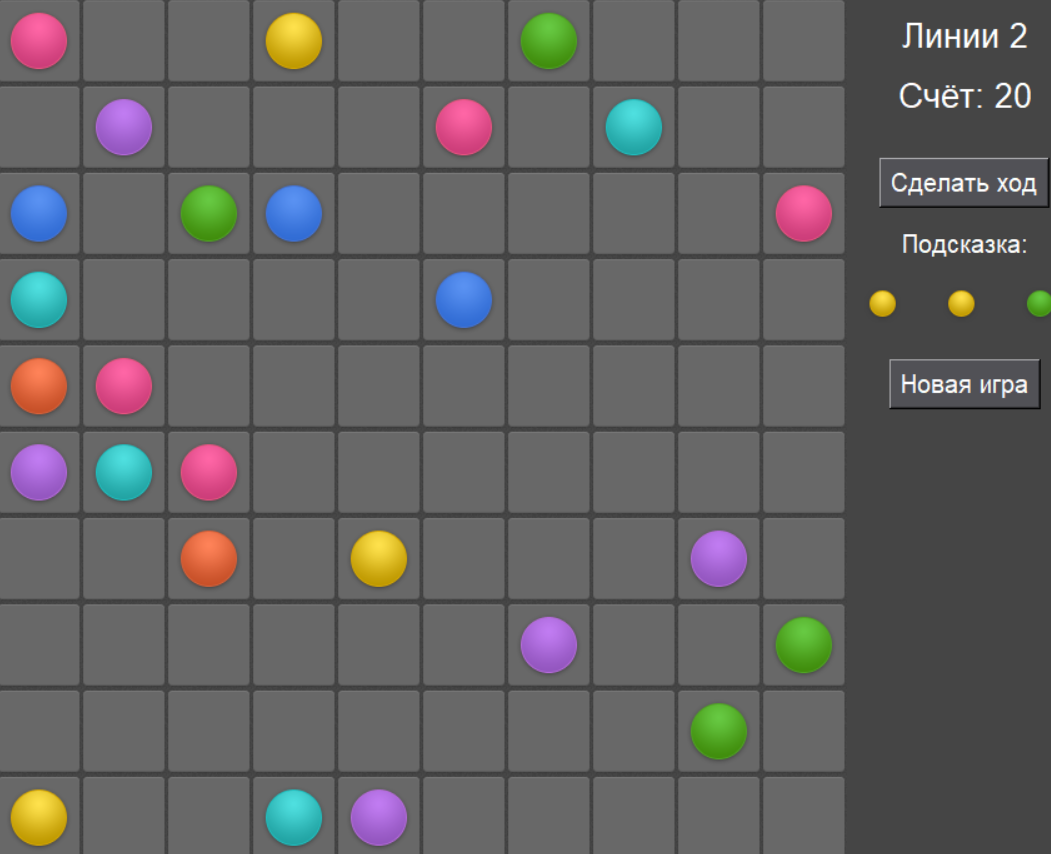 Линии 2
Счёт: 20
Сделать ход
Подсказка:
Новая игра